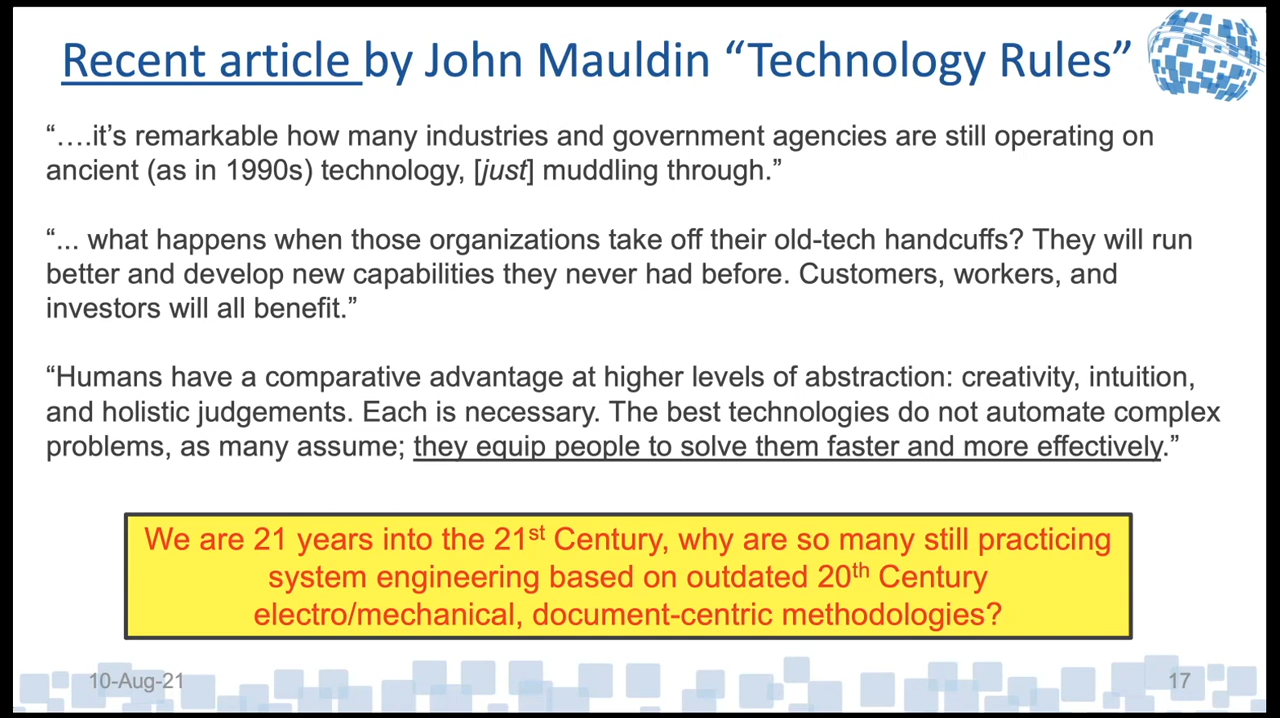 Recent article by John Mauldin “Technology Rules”
“….it’s remarkable how many industries and government agencies are still operating on
ancient (as in 1990s) technology, [just] muddling through.”
“... what happens when those organizations take off their old-tech handcuffs? They will run
better and develop new capabilities they never had before. Customers, workers, and
investors will all benefit.”
“Humans have a comparative advantage at higher levels of abstraction: creativity, intuition,
and holistic judgements. Each is necessary. The best technologies do not automate complex
problems, as many assume; they equip people to solve them faster and more effectively.”
We are 21 years into the 21st Century, why are so many still practicing
system engineering based on outdated 20th Century
electro/mechanical, document-centric methodologies?
10-Aug-21
17